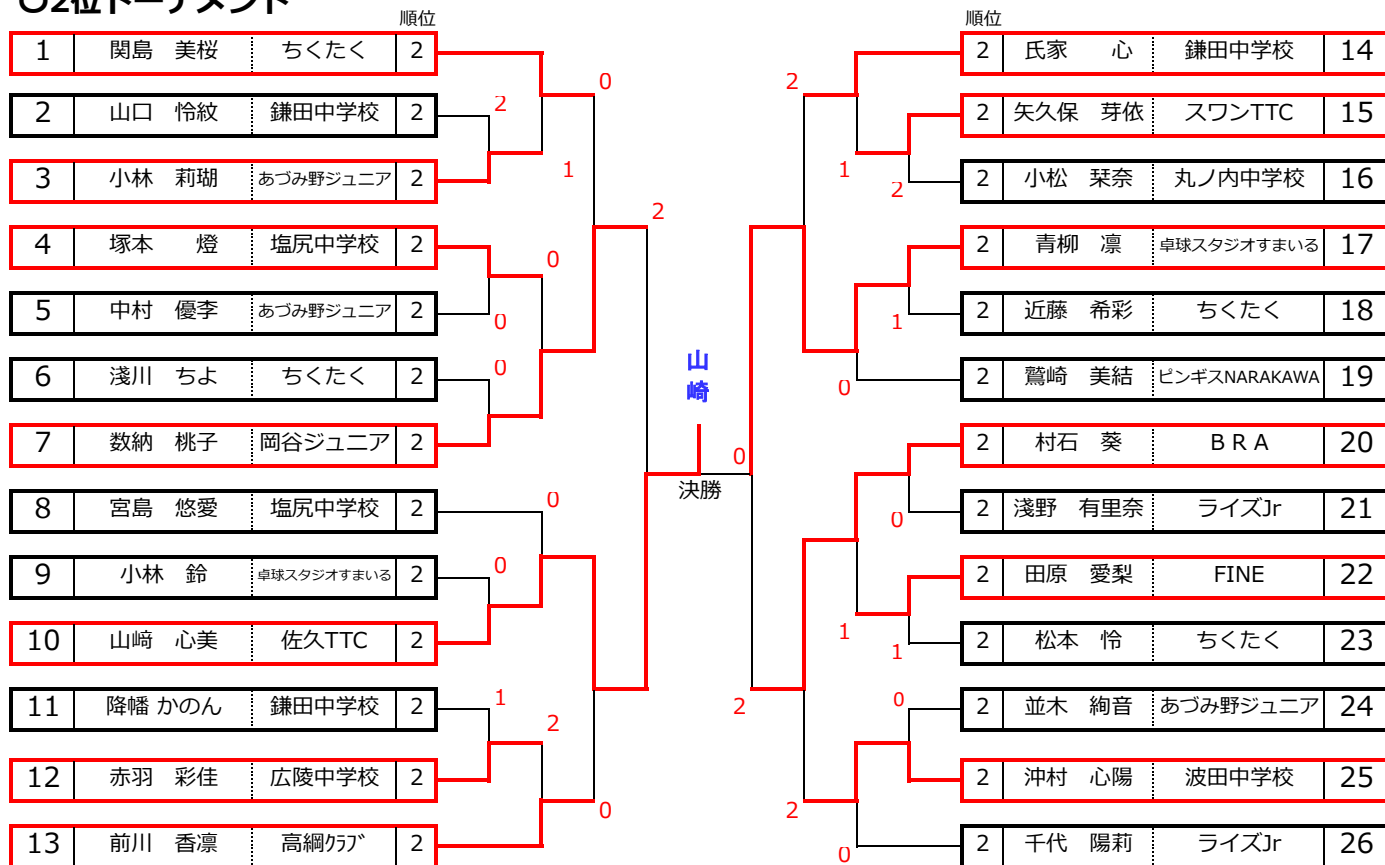 2位トーナメント
順位 順位
1 関島 美桜 ちくたく 2
2 氏家 心 鎌田中学校 14
0 2
2 山口 怜紋 鎌田中学校 2 2
2 矢久保 芽依 スワンTTC 15
3 小林 莉瑚 あづみ野ジュニア 2 1
1 2 2 小松 栞奈 丸ノ内中学校 16
2
4 塚本 燈 塩尻中学校 2 0
2 青柳 凛 卓球スタジオすまいる 17
5 中村 優李 あづみ野ジュニア 2 0
1 2 近藤 希彩 ちくたく 18
山崎
6 淺川 ちよ ちくたく 2 0
0 2 鷲崎 美結 ピンギスNARAKAWA 19
7 数納 桃子 岡谷ジュニア 2
0 2 村石 葵 B R A 20
決勝
8 宮島 悠愛 塩尻中学校 2 0
0 2 淺野 有里奈 ライズJr 21
9 小林 鈴 卓球スタジオすまいる 2 0
2 田原 愛梨 FINE 22
10 山﨑 心美 佐久TTC 2
1 1 2 松本 怜 ちくたく 23
11 降幡 かのん 鎌田中学校 2 1 2
2 0 2 並木 絢音 あづみ野ジュニア 24
12 赤羽 彩佳 広陵中学校 2
2 沖村 心陽 波田中学校 25
0 2
13 前川 香凛 高綱ｸﾗﾌﾞ 2
0 2 千代 陽莉 ライズJr 26